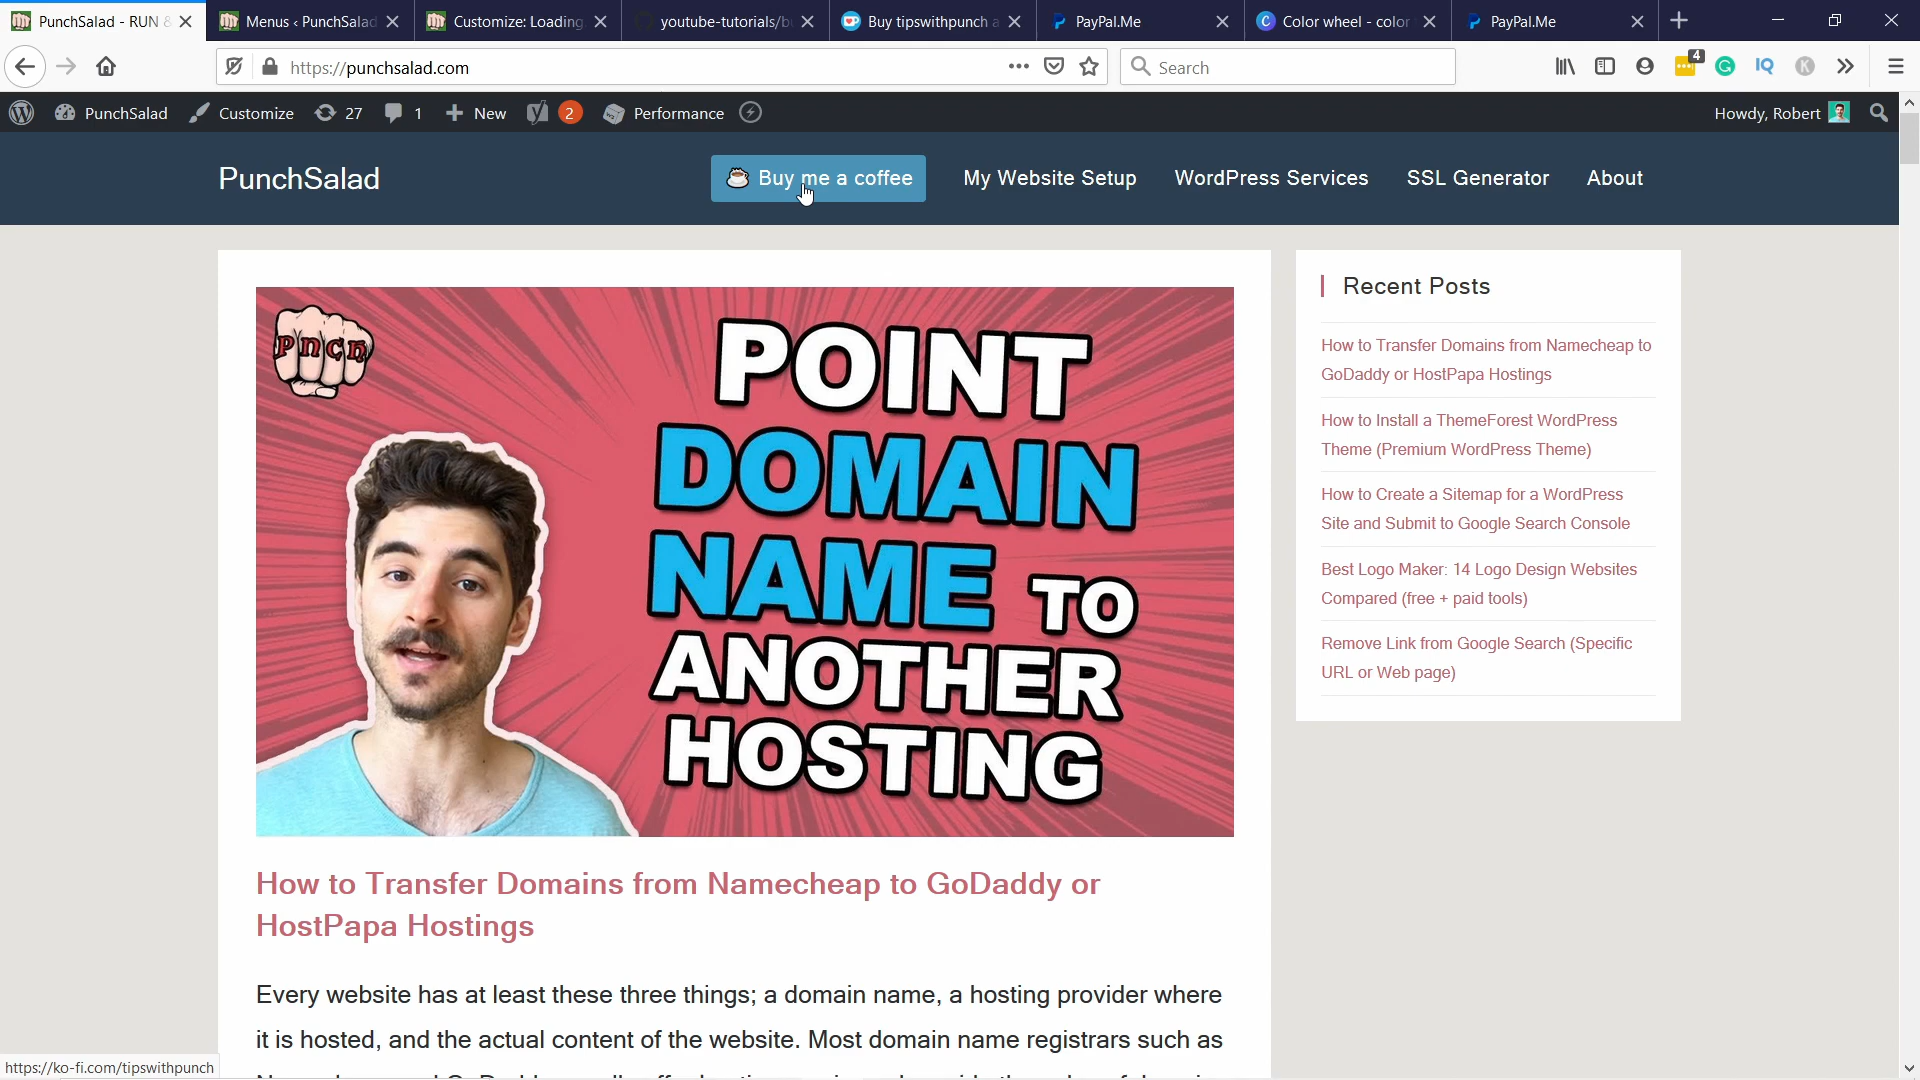 PunchSalad - RUN &
Menus ‹ PunchSalad
Customize: Loading
youtube-tutorials/bu
Buy tipswithpunch a
PayPal.Me
Color wheel - color
PayPal.Me
https://punchsalad.com
Search
4
IQ
K
PunchSalad
Customize
27
1
New
2
Performance
Howdy, Robert
PunchSalad
Buy me a coffee
My Website Setup
WordPress Services
SSL Generator
About
PNCH
POINT
DOMAIN
NAME TO
ANOTHER
HOSTING
Recent Posts
How to Transfer Domains from Namecheap to
GoDaddy or HostPapa Hostings
How to Install a ThemeForest WordPress
Theme (Premium WordPress Theme)
How to Create a Sitemap for a WordPress
Site and Submit to Google Search Console
Best Logo Maker: 14 Logo Design Websites
Compared (free + paid tools)
Remove Link from Google Search (Specific
URL or Web page)
How to Transfer Domains from Namecheap to GoDaddy or
HostPapa Hostings
Every website has at least these three things; a domain name, a hosting provider where
it is hosted, and the actual content of the website. Most domain name registrars such as
https://ko-fi.com/tipswithpunch